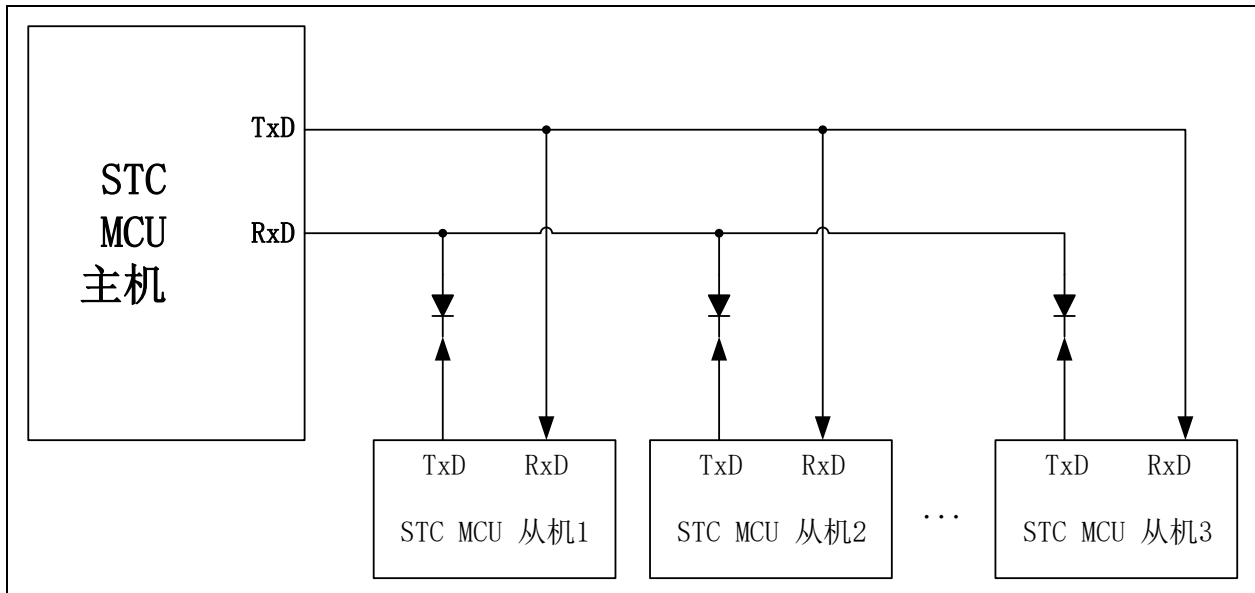 TxD
STC
MCU
主机
RxD
TxD RxD
STC MCU 从机1
TxD RxD
STC MCU 从机2
...
TxD RxD
STC MCU 从机3